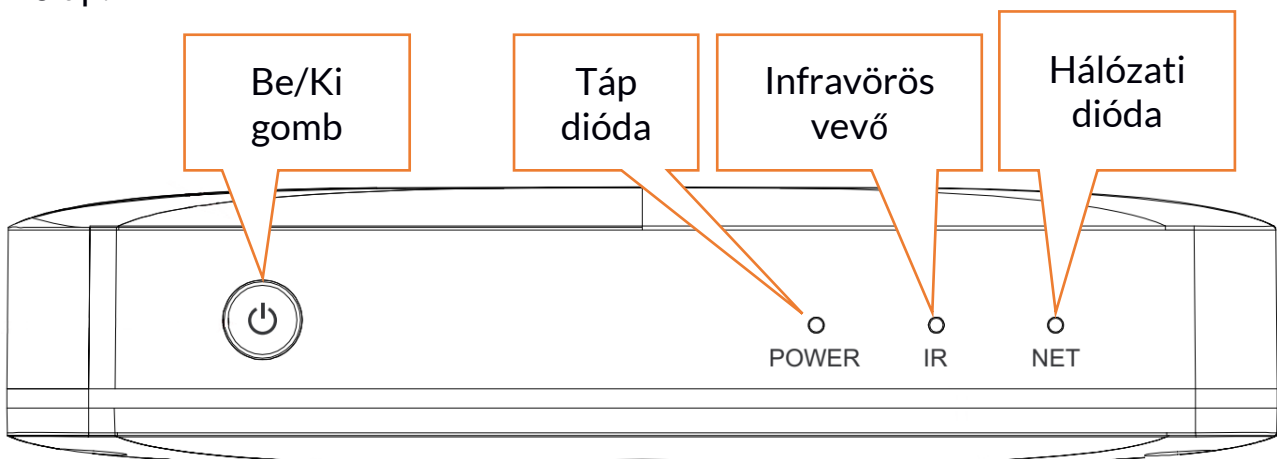 Be/Ki
gomb
Táp
dióda
Infravörös
vevő
Hálózati
dióda
POWER
IR
NET